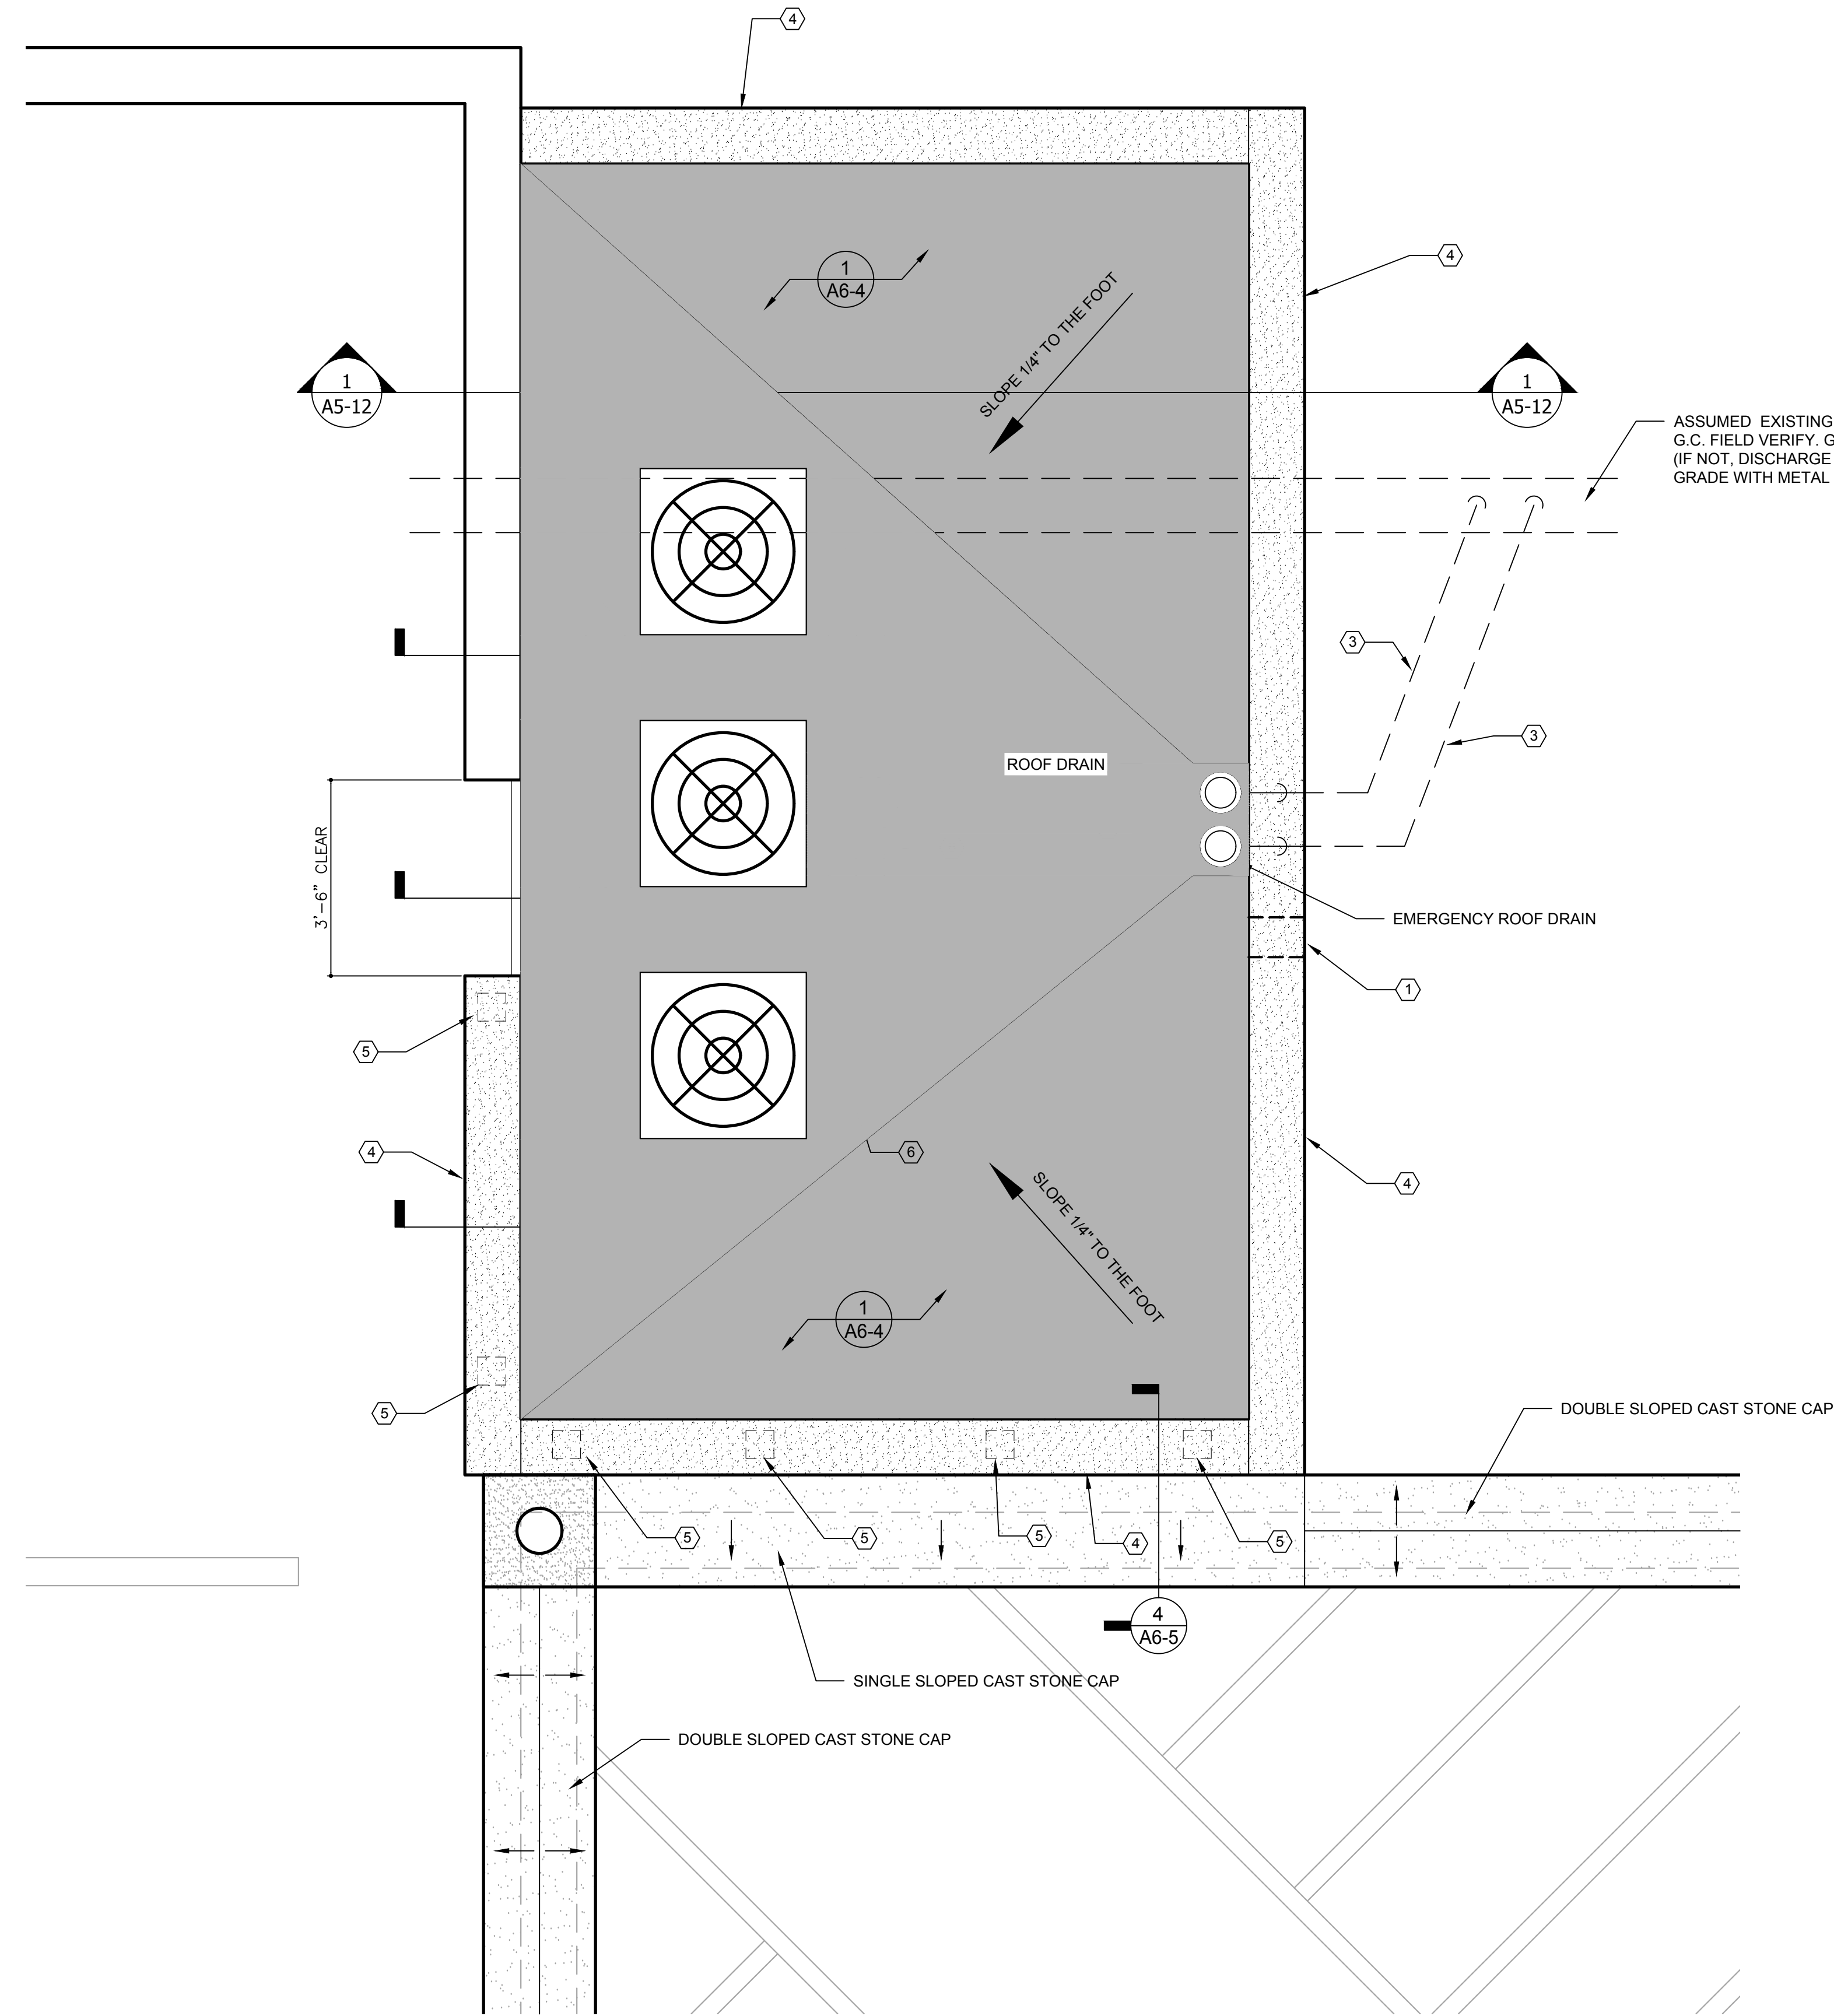 4
4
1
A6-4
SLOPE 1/4" TO THE FOOT
1
A5-12
1
A5-12
ASSUMED EXISTING
G.C. FIELD VERIFY. G
(IF NOT, DISCHARGE
GRADE WITH METAL
3
3
ROOF DRAIN
3'-6" CLEAR
EMERGENCY ROOF DRAIN
1
5
4
6
4
SLOPE 1/4" TO THE FOOT
1
A6-4
5
DOUBLE SLOPED CAST STONE CAP
5
5
5
4
5
4
A6-5
SINGLE SLOPED CAST STONE CAP
DOUBLE SLOPED CAST STONE CAP